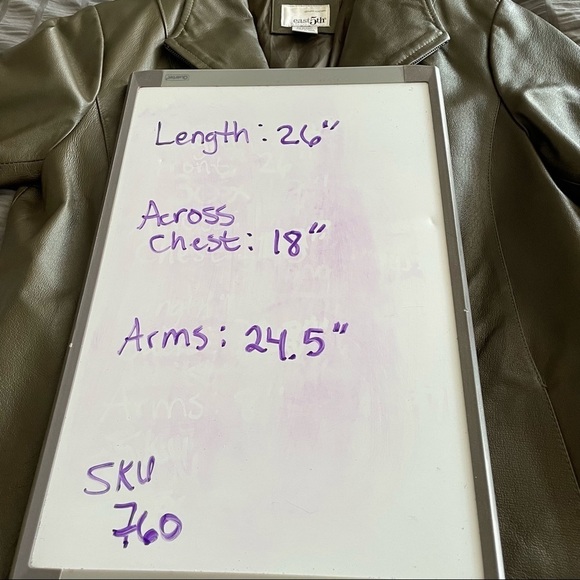 east5th
Length: 26"
Across
chest: 18"
Arms: 24.5"
SKU
760